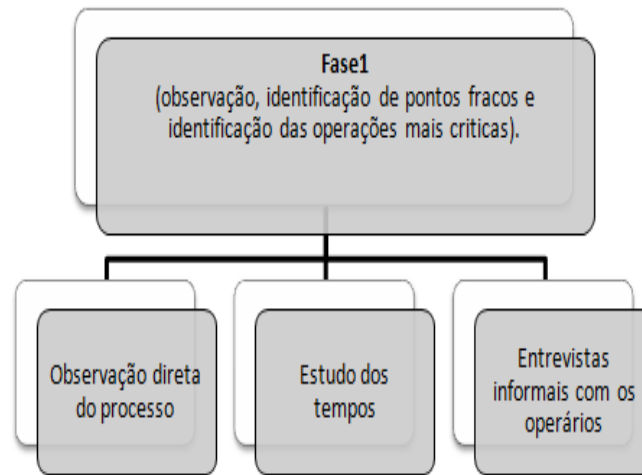 Fase1
(observação, identificação de pontos fracos e
identificação das operações mais criticas).
Observação direta
do processo
Estudo dos
tempos
Entrevistas
informais com os
operários